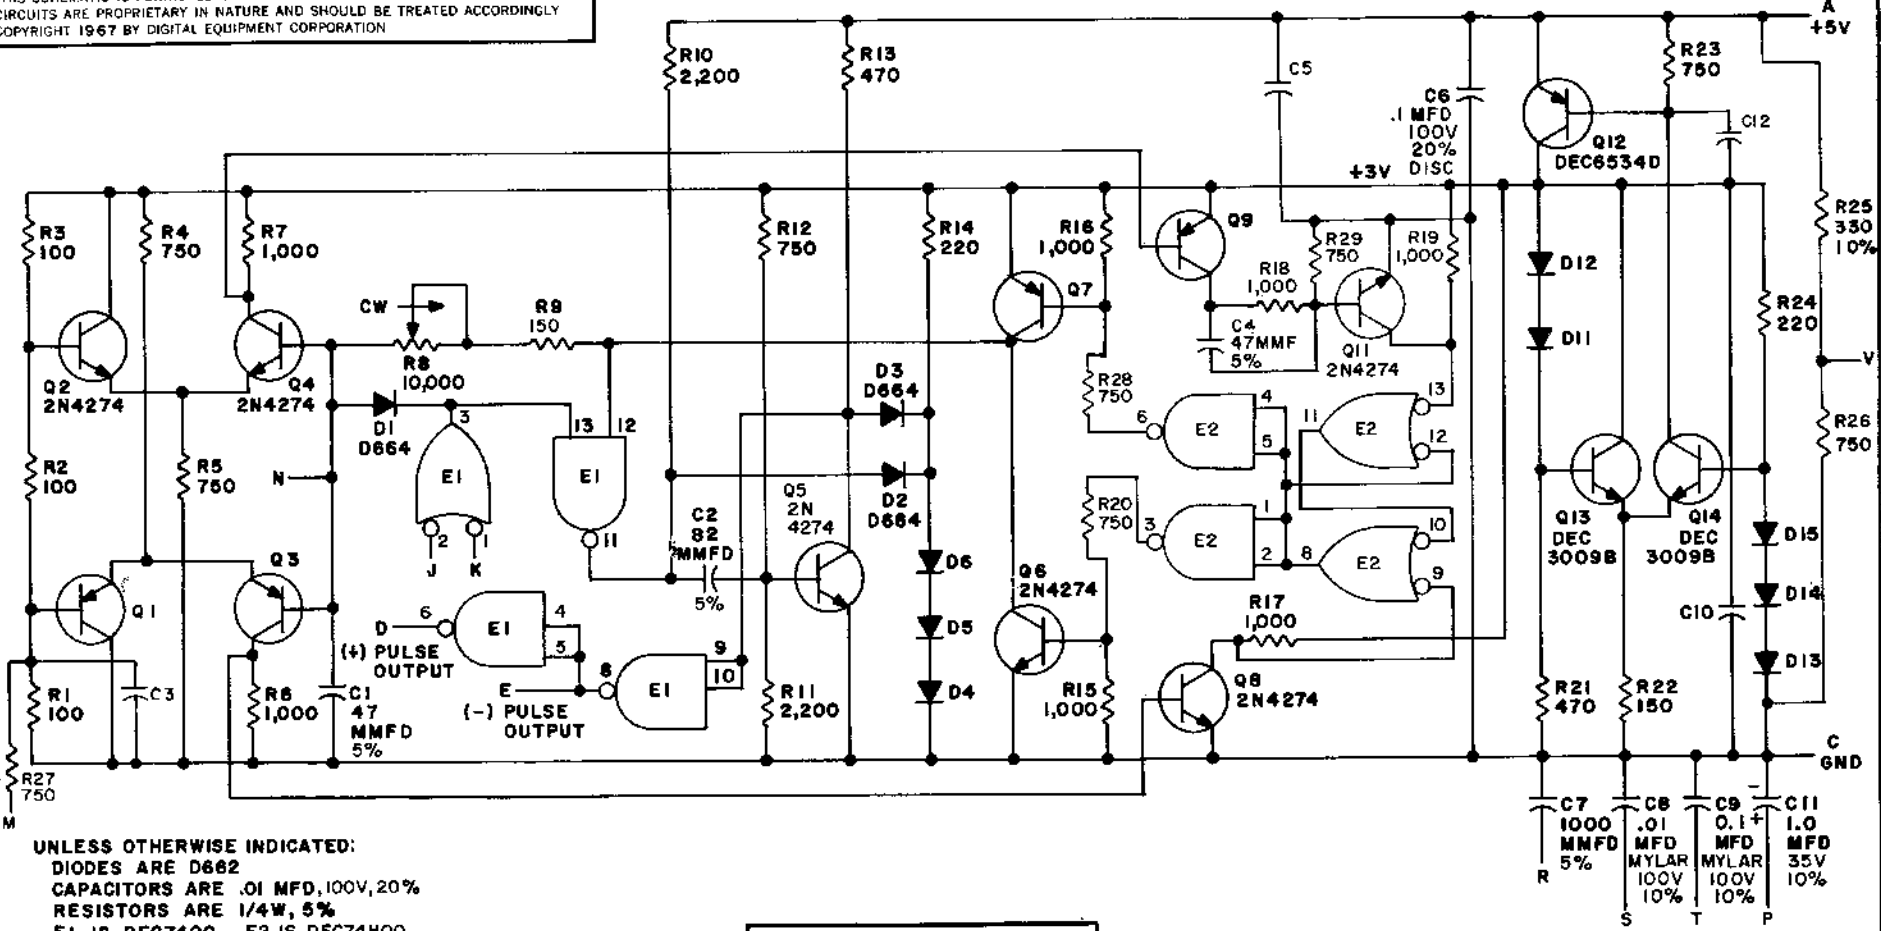 CIRCUITS ARE PROPRIETARY IN NATURE AND SHOULD BE TREATED ACCORDINGLY
COPYRIGHT 1967 BY DIGITAL EQUIPMENT CORPORATION
A
+5V
R10
2,200
R13
470
C5
C6
.1 MFD
100V
20%
DISC
R23
750
Q12
DEC6534D
C12
+3V
R3
100
R4
750
R7
1,000
R12
750
R14
220
R16
1,000
Q9
R29
750
R19
1,000
R18
1,000
C4
47MMF
5%
Q11
2N4274
D12
D11
R25
330
10%
R24
220
V
R26
750
Q7
CW
R9
150
R8
10,000
Q2
2N4274
Q4
2N4274
D1
D664
3
E1
2
1
J
K
13
12
E1
11
D3
D664
D2
D664
R28
750
6
E2
4
5
11
E2
13
12
R20
750
3
E2
1
2
8
E2
10
9
R2
100
R5
750
N
C2
82
MMFD
5%
Q5
2N
4274
Q13
DEC
3009B
Q14
DEC
3009B
D15
D14
D13
C10
Q1
Q3
D6
D5
D4
Q6
2N4274
R17
1,000
D
6
E1
4
5
(+) PULSE
OUTPUT
E
8
E1
9
10
(-) PULSE
OUTPUT
R11
2,200
R15
1,000
Q8
2N4274
R21
470
R22
150
R1
100
C3
R6
1,000
C1
47
MMFD
5%
C
GND
R27
750
M
C7
1000
MMFD
5%
R
C8
.01
MFD
MYLAR
100V
10%
S
C9
0.1
MFD
MYLAR
100V
10%
T
-
+
C11
1.0
MFD
35V
10%
P
UNLESS OTHERWISE INDICATED:
DIODES ARE D662
CAPACITORS ARE .01 MFD, 100V, 20%
RESISTORS ARE 1/4W, 5%